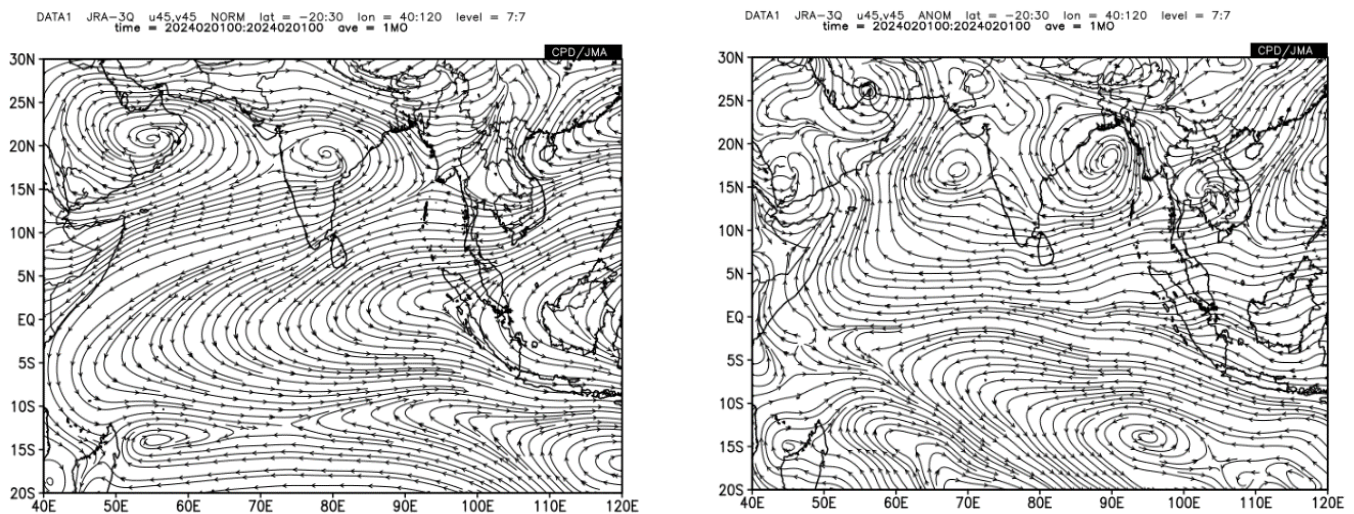 DATA1 JRA-3Q u45,v45 NORM lat = -20:30 lon = 40:120 level = 7:7
time = 2024020100:2024020100 ave = 1MO
CPD/JMA
30N
25N
20N
15N
10N
5N
EQ
5S
10S
15S
20S
40E 50E 60E 70E 80E 90E 100E 110E 120E
DATA1 JRA-3Q u45,v45 ANOM lat = -20:30 lon = 40:120 level = 7:7
time = 2024020100:2024020100 ave = 1MO
CPD/JMA
30N
25N
20N
15N
10N
5N
EQ
5S
10S
15S
20S
40E 50E 60E 70E 80E 90E 100E 110E 120E